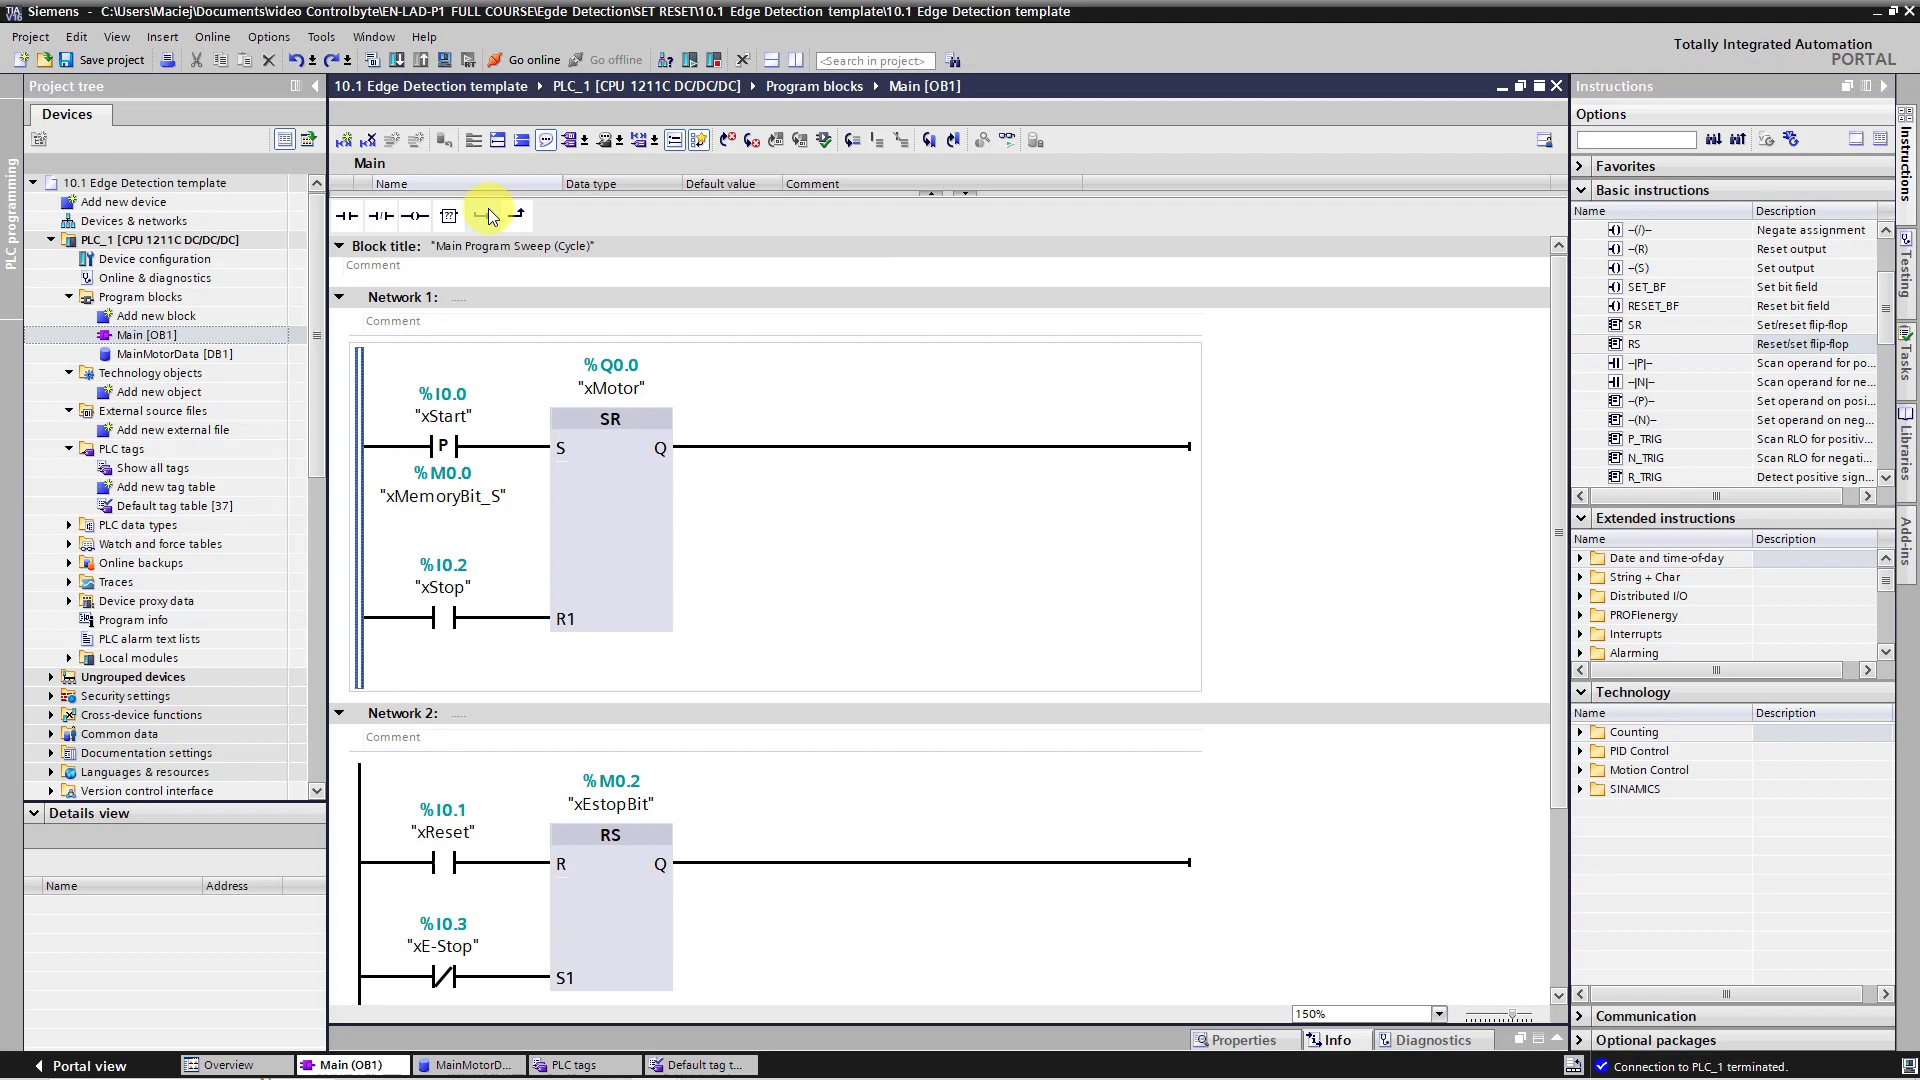 Siemens - C:\Users\Maciej\Documents\video Controlbyte\EN-LAD-P1 FULL COURSE\Egde Detection\SET RESET\10.1 Edge Detection template\10.1 Edge Detection template
Project Edit View Insert Online Options Tools Window Help
Totally Integrated Automation
PORTAL
Save project
Go online
Go offline
<Search in project>
Project tree
10.1 Edge Detection template PLC_1 [CPU 1211C DC/DC/DC] Program blocks Main [OB1]
Instructions
Devices
Options
PLC programming
10.1 Edge Detection template
Add new device
Devices & networks
PLC_1 [CPU 1211C DC/DC/DC]
Device configuration
Online & diagnostics
Program blocks
Add new block
Main [OB1]
MainMotorData [DB1]
Technology objects
Add new object
External source files
Add new external file
PLC tags
Show all tags
Add new tag table
Default tag table [37]
PLC data types
Watch and force tables
Online backups
Traces
Device proxy data
Program info
PLC alarm text lists
Local modules
Ungrouped devices
Security settings
Cross-device functions
Common data
Documentation settings
Languages & resources
Version control interface
Details view
Name Address
Main
Name Data type Default value Comment
??
Block title: "Main Program Sweep (Cycle)"
Comment
Network 1: .....
Comment
%Q0.0
"xMotor"
%I0.0
"xStart"
SR
P
S Q
%M0.0
"xMemoryBit_S"
%I0.2
"xStop"
R1
Network 2: .....
Comment
%M0.2
"xEstopBit"
%I0.1
"xReset"
RS
R Q
%I0.3
"xE-Stop"
S1
150%
Properties Info Diagnostics
Favorites
Basic instructions
Name Description
-(/)- Negate assignment
-(R) Reset output
-(S) Set output
SET_BF Set bit field
RESET_BF Reset bit field
SR Set/reset flip-flop
RS Reset/set flip-flop
-|P|- Scan operand for po...
-|N|- Scan operand for ne...
-(P)- Set operand on posi...
-(N)- Set operand on neg...
P_TRIG Scan RLO for positiv...
N_TRIG Scan RLO for negati...
R_TRIG Detect positive sign...
Extended instructions
Name Description
Date and time-of-day
String + Char
Distributed I/O
PROFIenergy
Interrupts
Alarming
Technology
Name Description
Counting
PID Control
Motion Control
SINAMICS
Communication
Optional packages
Instructions
Testing
Tasks
Libraries
Add-ins
Portal view Overview Main (OB1) MainMotorD... PLC tags Default tag t...
Connection to PLC_1 terminated.